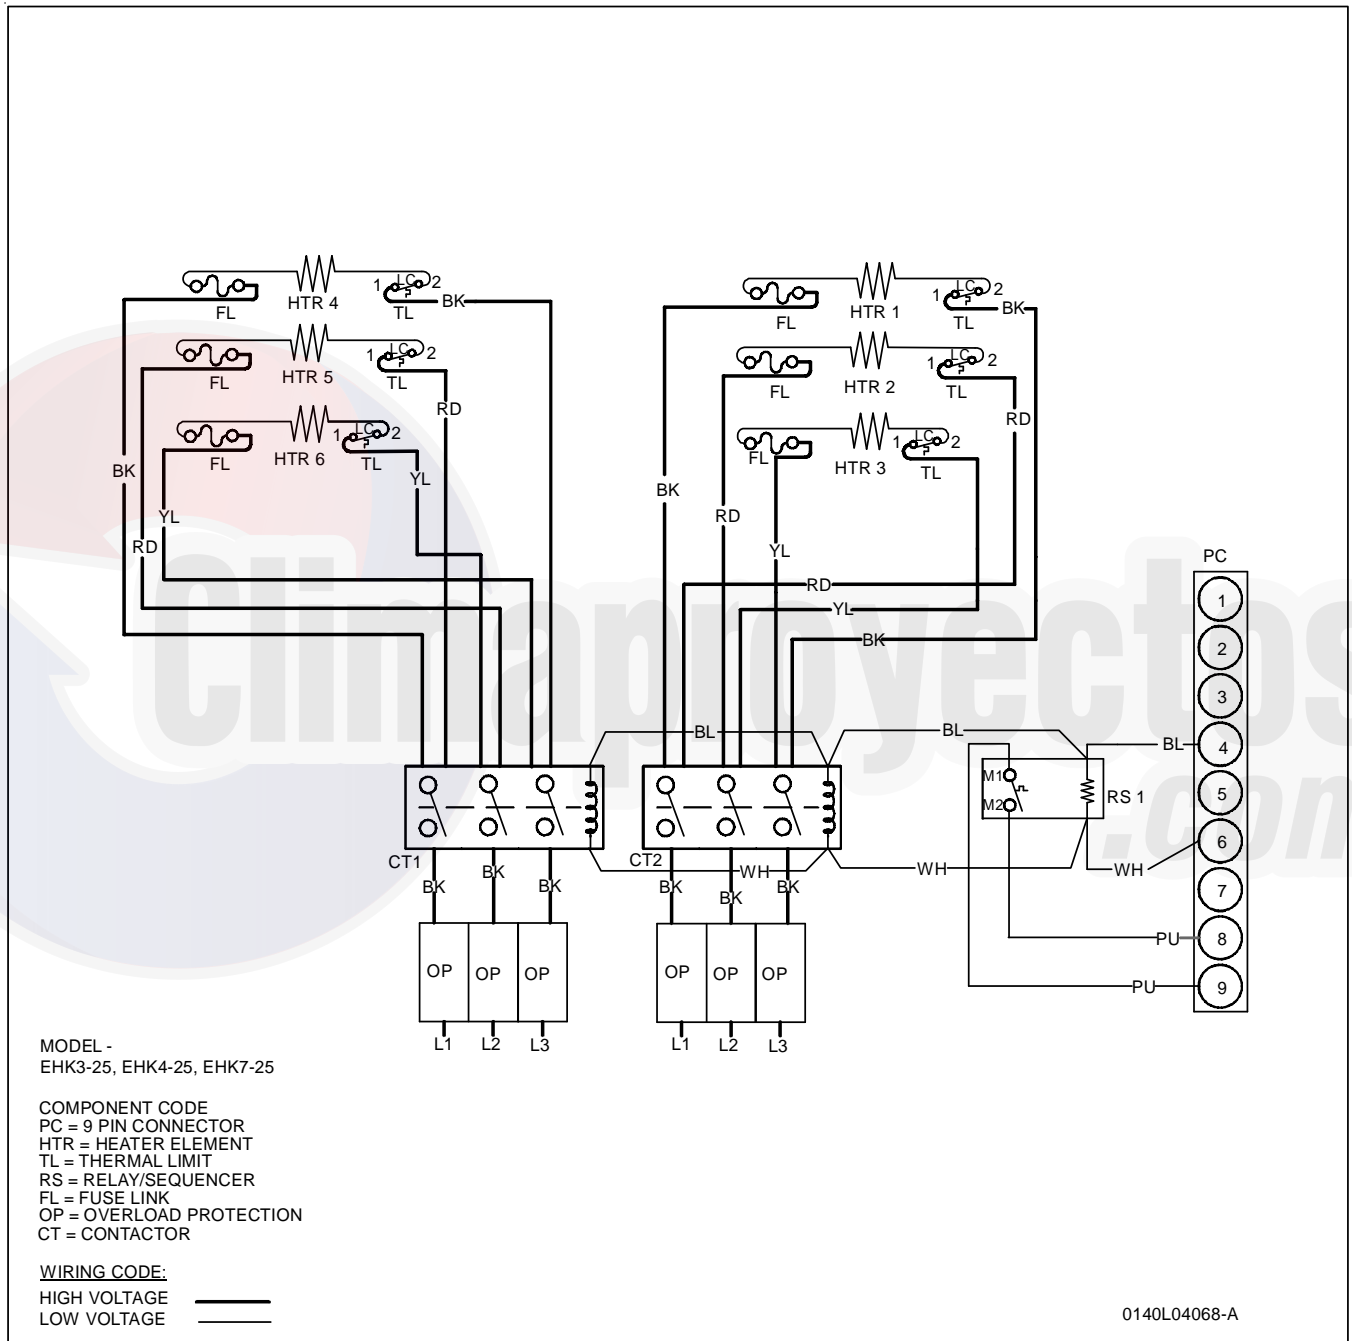 1 LC 2
HTR 4
FL
TL
BK
1 LC 2
HTR 5
FL
TL
RD
1 LC 2
HTR 6
FL
TL
YL
BK
YL
RD
1 LC 2
HTR 1
FL
TL
BK
1 LC 2
HTR 2
FL
TL
RD
1 LC 2
HTR 3
FL
TL
BK
RD
YL
RD
YL
BK
PC
1
2
3
4
5
6
7
8
9
Climaproyectos
.com
BL
BL
BL
M1
M2
RS 1
CT1
CT2
WH
WH
WH
BK
BK
BK
BK
BK
BK
PU
PU
OP OP OP
OP OP OP
L1 L2 L3
L1 L2 L3
MODEL -
EHK3-25, EHK4-25, EHK7-25
COMPONENT CODE
PC = 9 PIN CONNECTOR
HTR = HEATER ELEMENT
TL = THERMAL LIMIT
RS = RELAY/SEQUENCER
FL = FUSE LINK
OP = OVERLOAD PROTECTION
CT = CONTACTOR
WIRING CODE:
HIGH VOLTAGE
LOW VOLTAGE
0140L04068-A